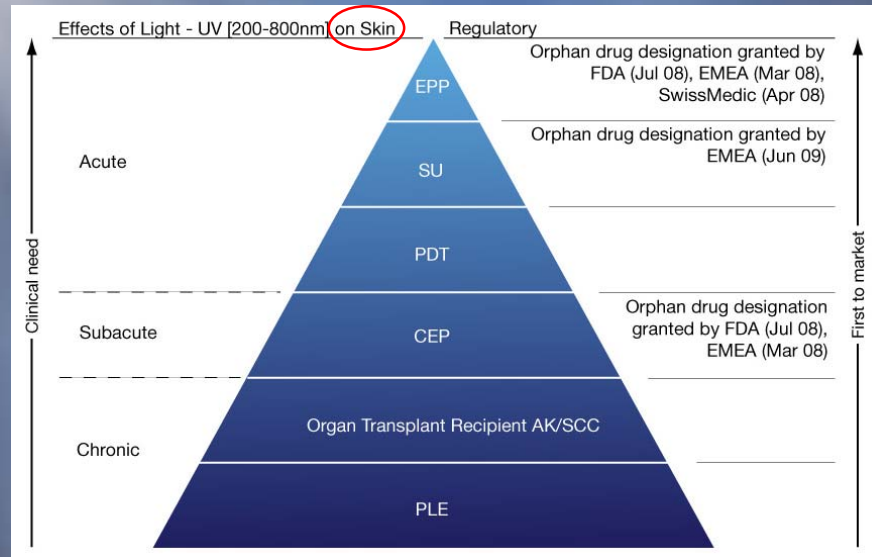 Effects of Light - UV [200-800nm] on Skin
Regulatory
Clinical need
Acute
Subacute
Chronic
EPP
SU
PDT
CEP
Organ Transplant Recipient AK/SCC
PLE
Orphan drug designation granted by
FDA (Jul 08), EMEA (Mar 08),
SwissMedic (Apr 08)
Orphan drug designation granted by
EMEA (Jun 09)
Orphan drug designation
granted by FDA (Jul 08),
EMEA (Mar 08)
First to market